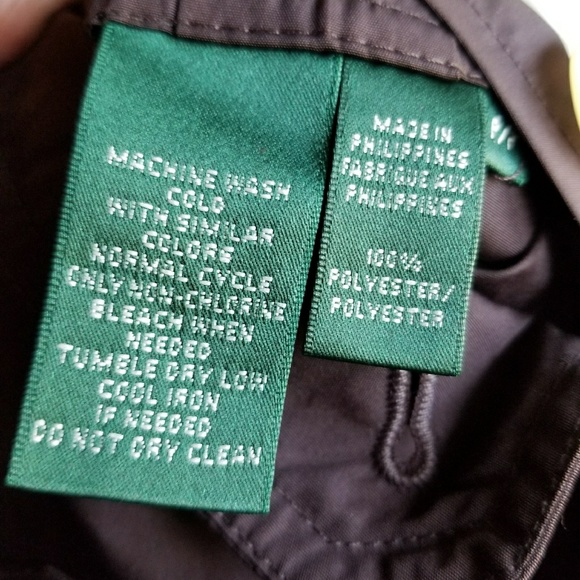 MACHINE WASH
COLD
WITH SIMILAR
COLORS
NORMAL CYCLE
ONLY NON-CHLORINE
BLEACH WHEN
NEEDED
TUMBLE DRY LOW
COOL IRON
IF NEEDED
DO NOT DRY CLEAN
MADE IN
PHILIPPINES
FABRIQUE AUX
PHILIPPINES
100%
POLYESTER/
POLYESTER